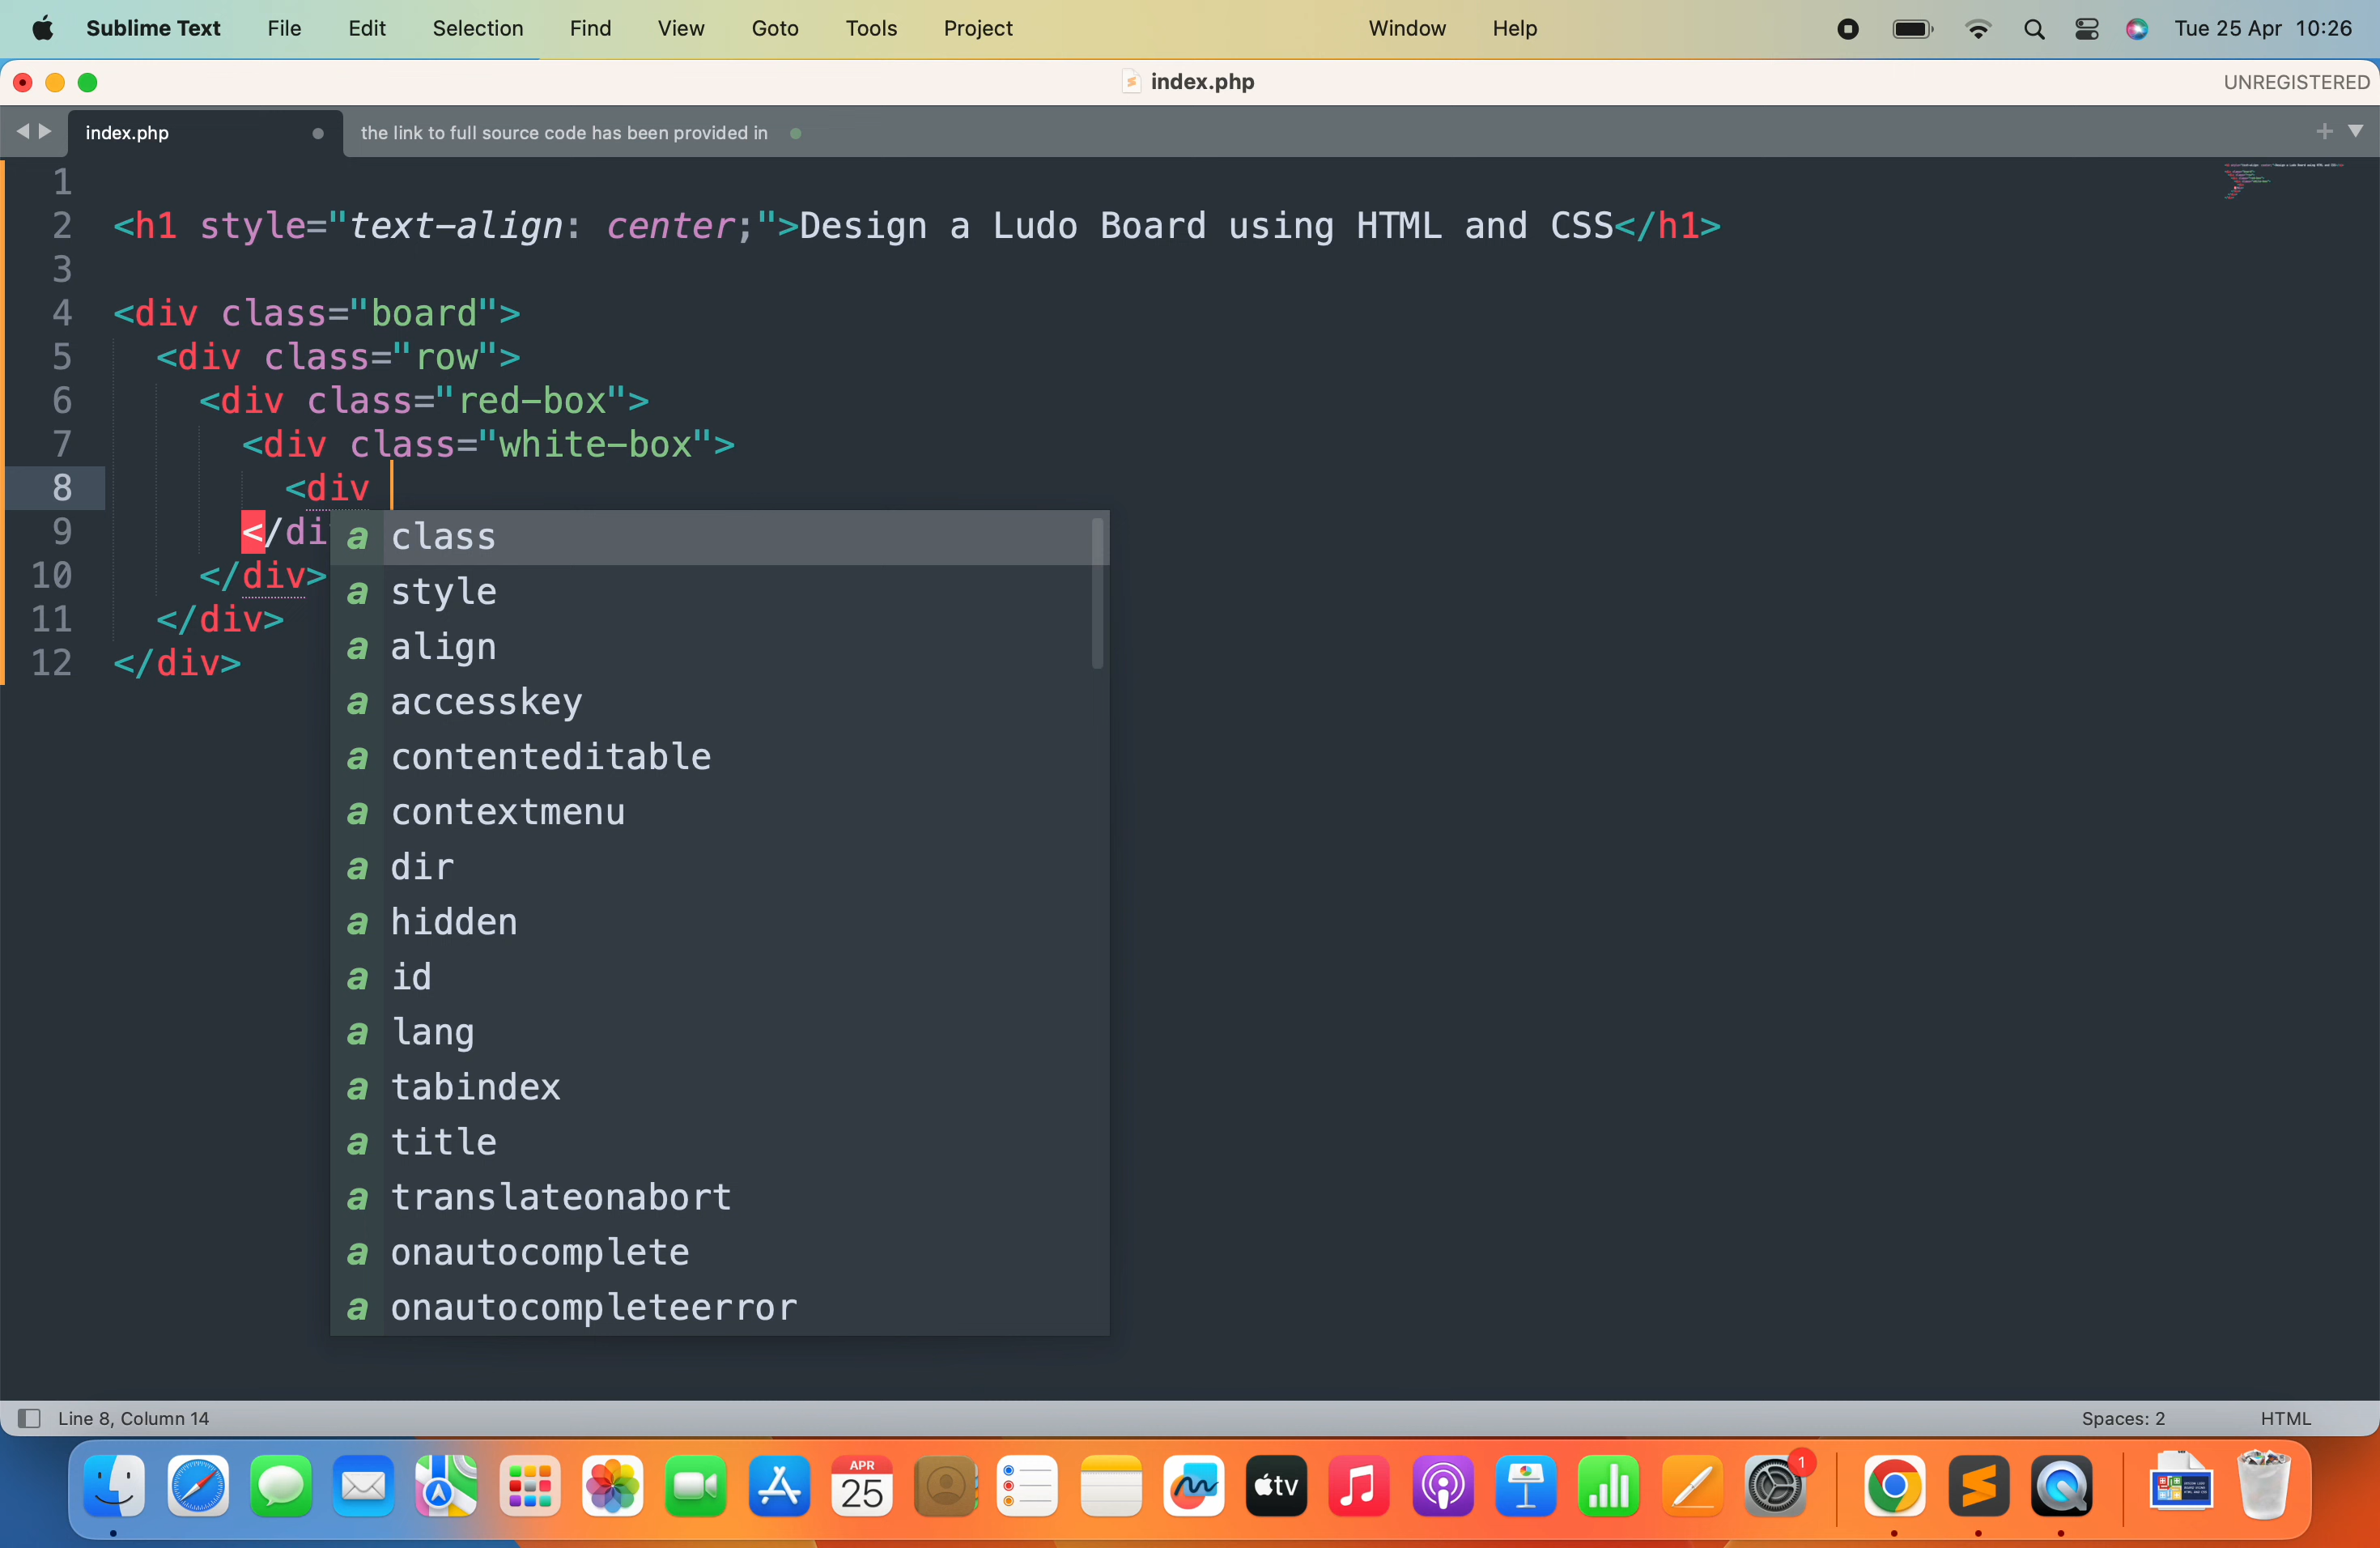 Sublime Text File Edit Selection Find View Goto Tools Project Window Help Tue 25 Apr 10:26
index.php UNREGISTERED
index.php the link to full source code has been provided in
1
2 <h1 style="text-align: center;">Design a Ludo Board using HTML and CSS</h1>
3
4 <div class="board">
5 <div class="row">
6 <div class="red-box">
7 <div class="white-box">
8 <div
9 </di
10 </div>
11 </div>
12 </div>
a class
a style
a align
a accesskey
a contenteditable
a contextmenu
a dir
a hidden
a id
a lang
a tabindex
a title
a translateonabort
a onautocomplete
a onautocompleteerror
Line 8, Column 14 Spaces: 2 HTML
APR
25
tv
1